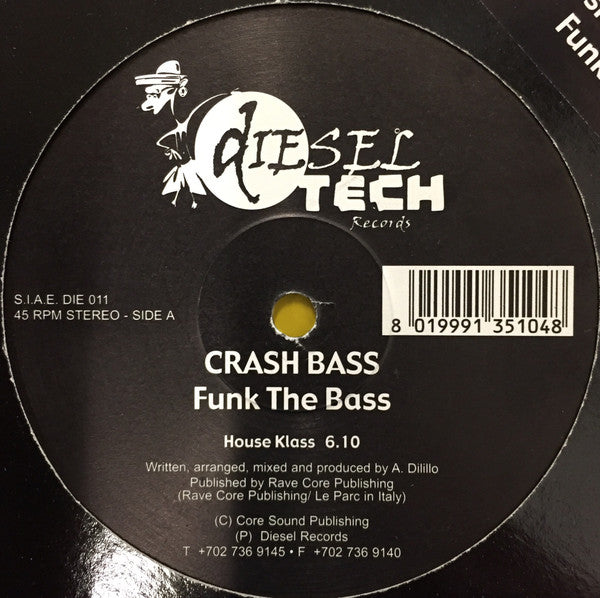 Funk
dIESEL
TECH
Records
S.I.A.E. DIE 011
45 RPM STEREO - SIDE A
8 019991 351048
CRASH BASS
Funk The Bass
House Klass 6.10
Written, arranged, mixed and produced by A. Dilillo
Published by Rave Core Publishing
(Rave Core Publishing/ Le Parc in Italy)
(C) Core Sound Publishing
(P) Diesel Records
T +702 736 9145 • F +702 736 9140